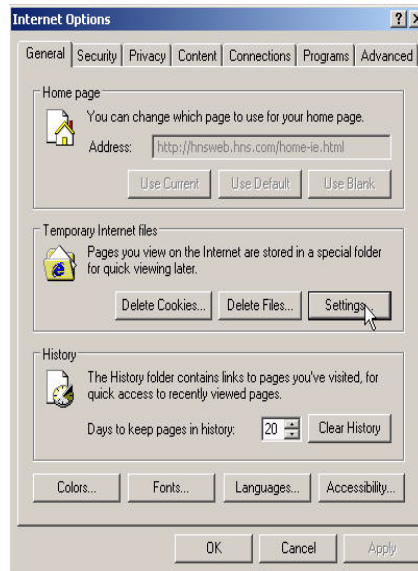 Internet Options
General Security Privacy Content Connections Programs Advanced
Home page
You can change which page to use for your home page.
Address: http://hnsweb.hns.com/home-ie.html
Use Current Use Default Use Blank
Temporary Internet files
Pages you view on the Internet are stored in a special folder
for quick viewing later.
Delete Cookies... Delete Files... Settings...
History
The History folder contains links to pages you've visited, for
quick access to recently viewed pages.
Days to keep pages in history: 20 Clear History
Colors... Fonts... Languages... Accessibility...
OK Cancel Apply